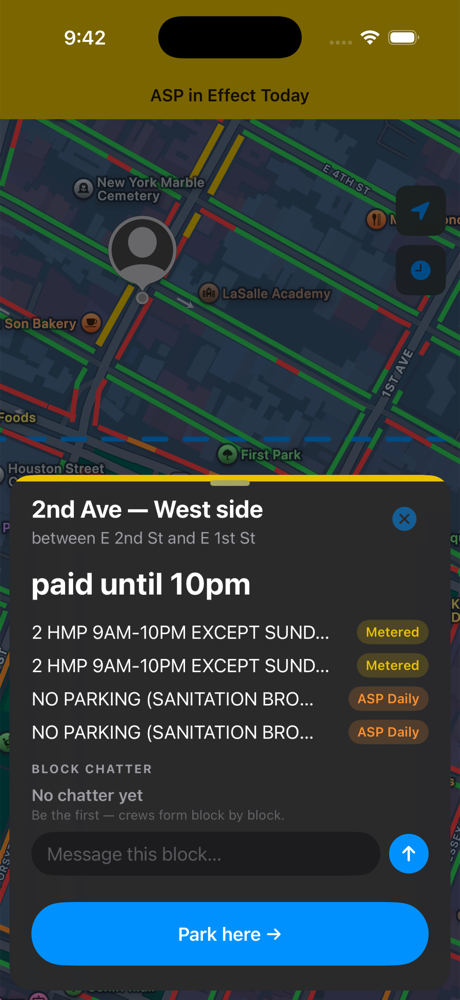 9:42
ASP in Effect Today
E 4TH ST
New York Marble
Cemetery
LaSalle Academy
Son Bakery
1ST AVE
Foods
First Park
Houston Street
2nd Ave — West side
between E 2nd St and E 1st St
paid until 10pm
2 HMP 9AM-10PM EXCEPT SUND...
Metered
2 HMP 9AM-10PM EXCEPT SUND...
Metered
NO PARKING (SANITATION BRO...
ASP Daily
NO PARKING (SANITATION BRO...
ASP Daily
BLOCK CHATTER
No chatter yet
Be the first — crews form block by block.
Message this block...
Park here →